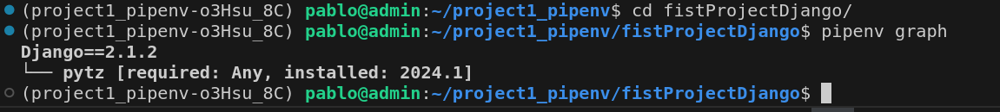 (project1_pipenv-o3Hsu_8C) pablo@admin:~/project1_pipenv$ cd fistProjectDjango/
(project1_pipenv-o3Hsu_8C) pablo@admin:~/project1_pipenv/fistProjectDjango$ pipenv graph
Django==2.1.2
└── pytz [required: Any, installed: 2024.1]
(project1_pipenv-o3Hsu_8C) pablo@admin:~/project1_pipenv/fistProjectDjango$